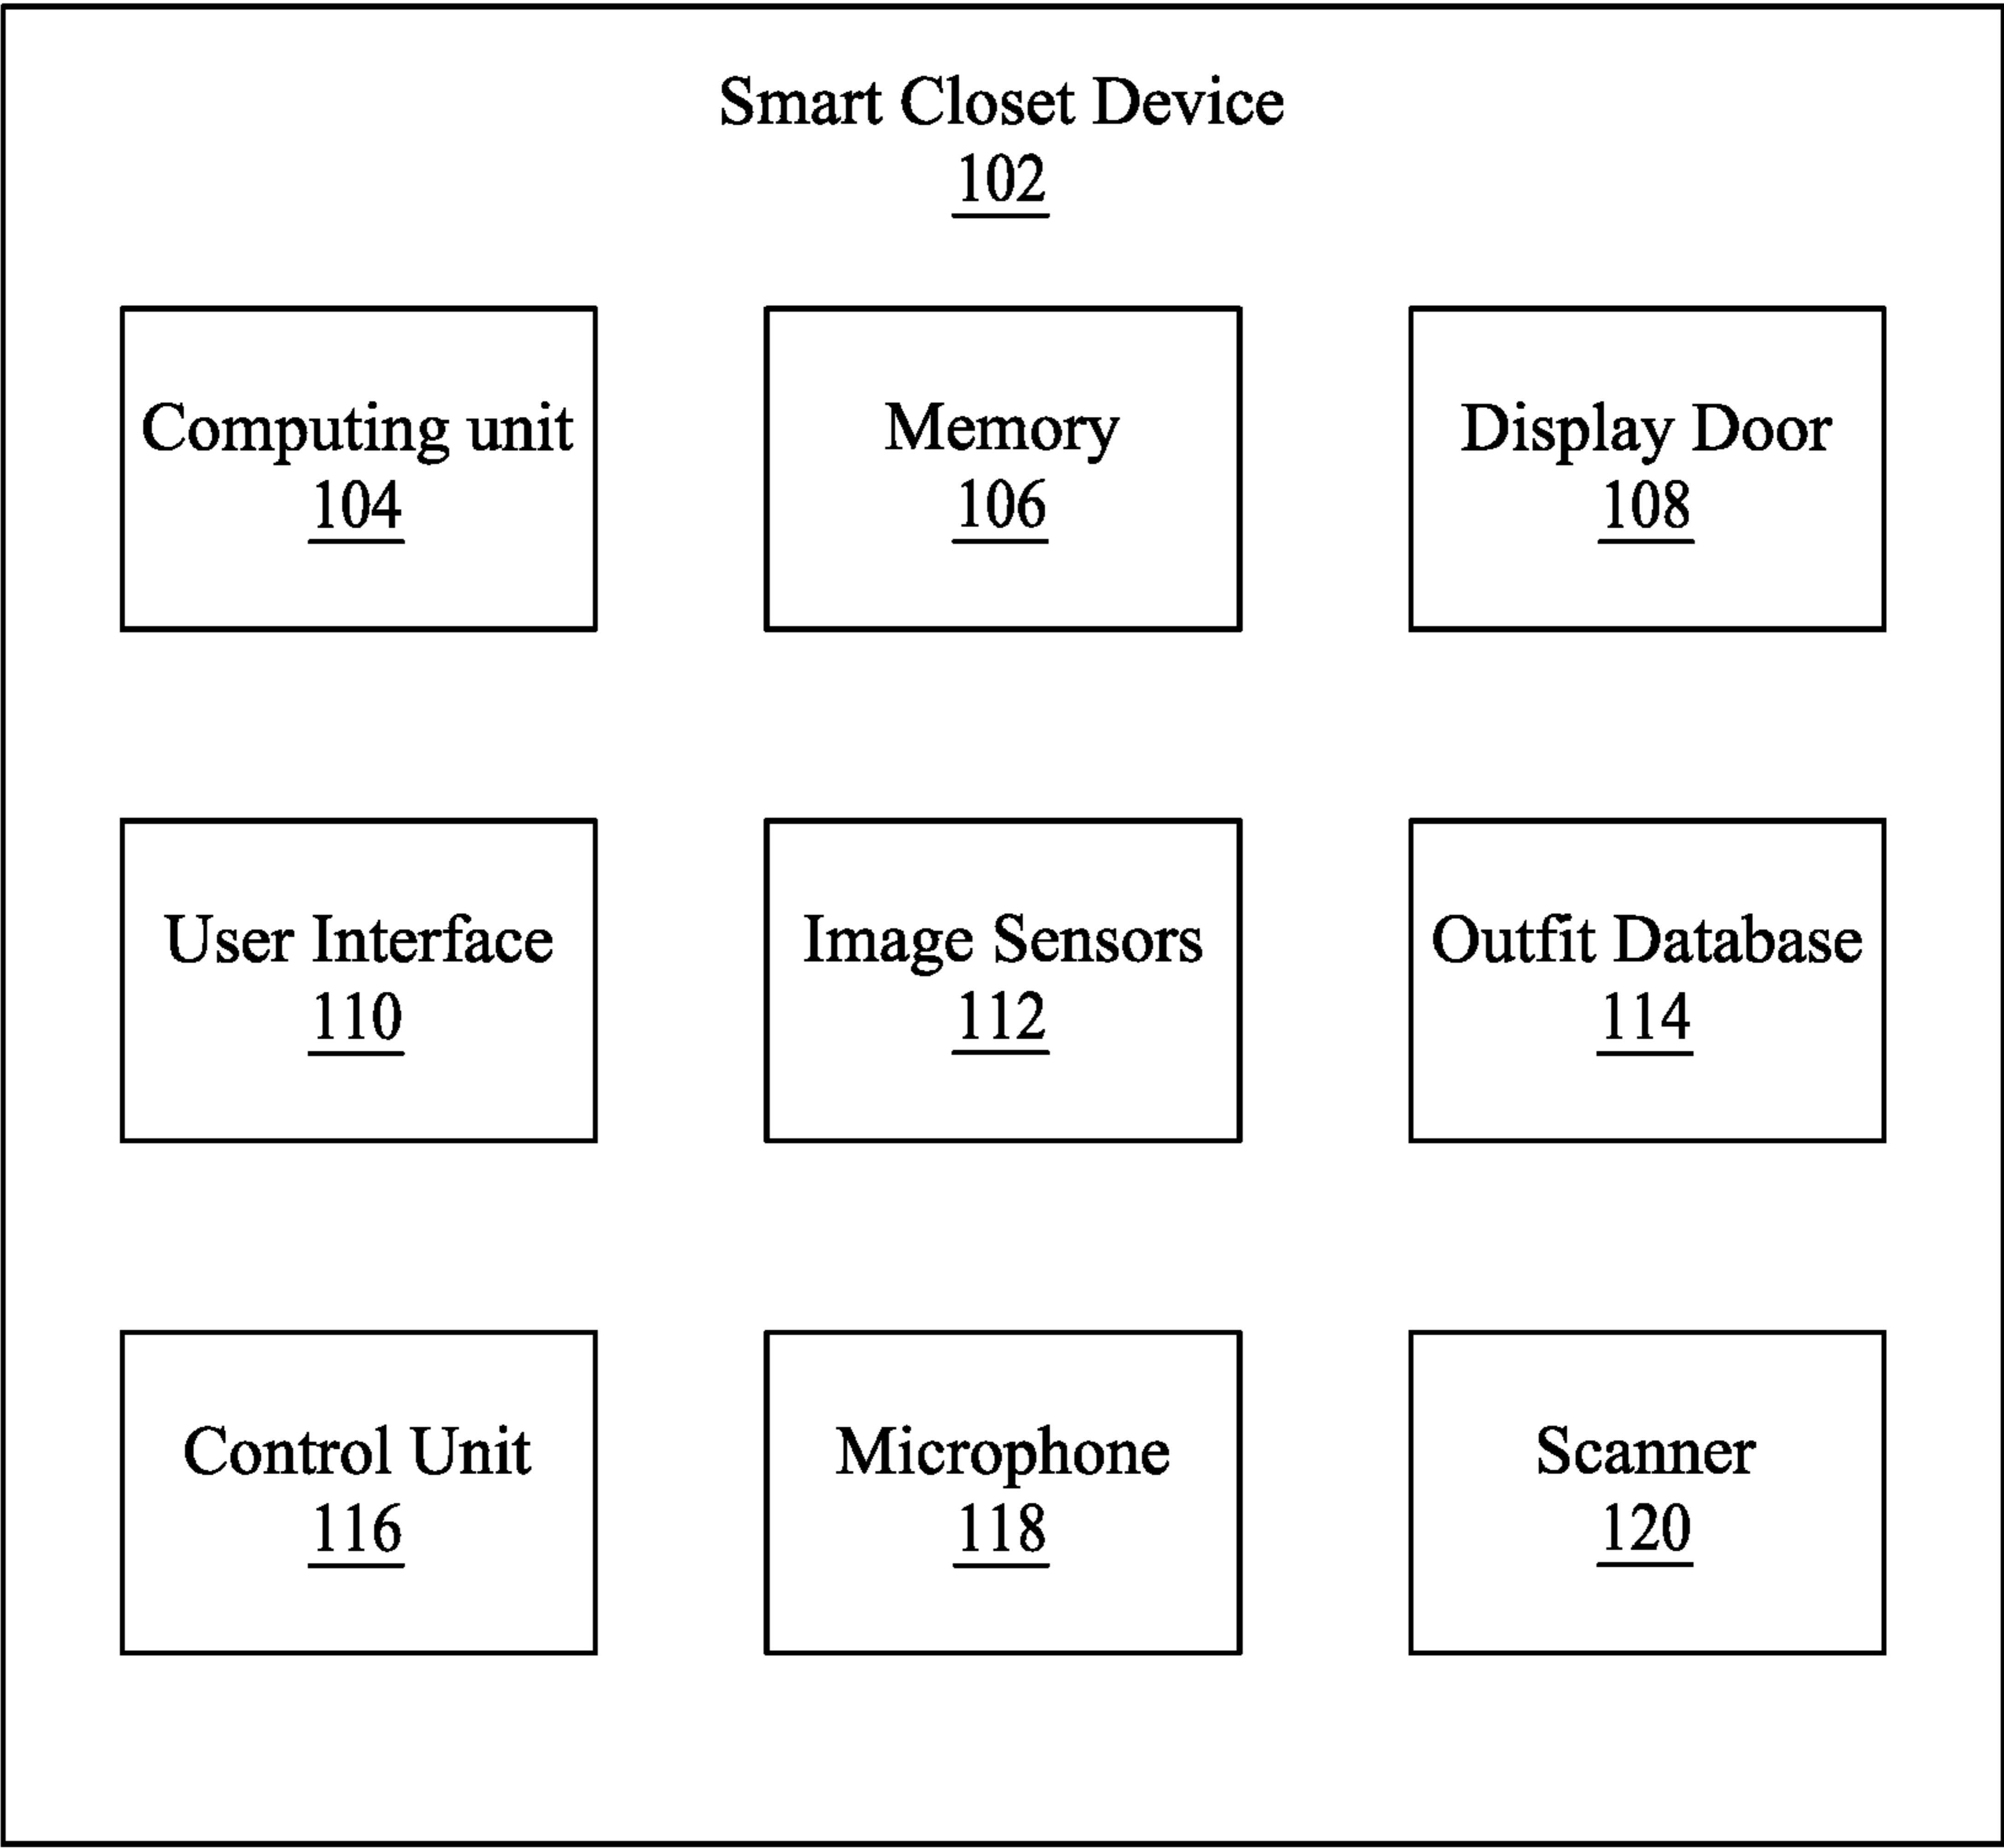 Smart Closet Device
102
Computing unit
104
Memory
106
Display Door
108
User Interface
110
Image Sensors
112
Outfit Database
114
Control Unit
116
Microphone
118
Scanner
120